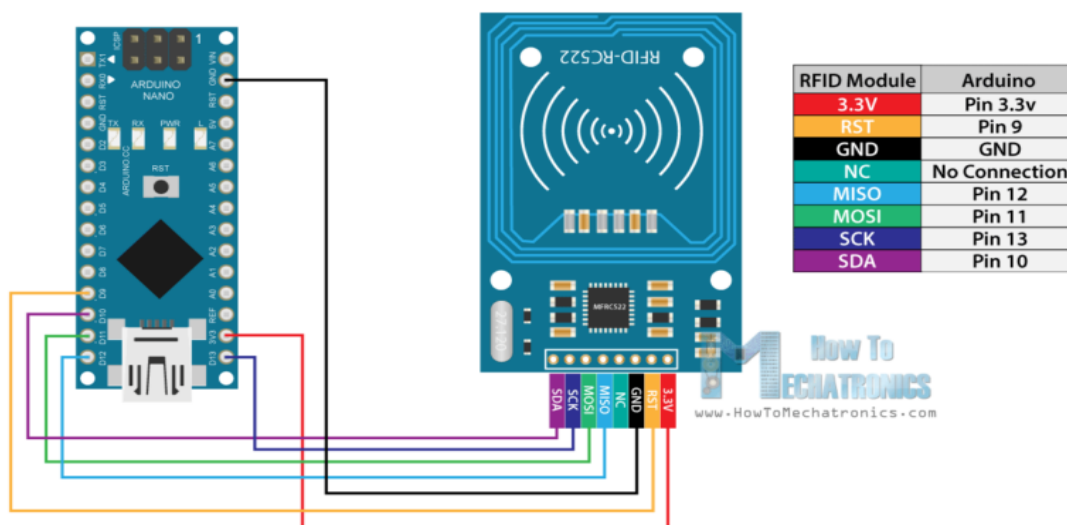 ICSP
1
TX1
RX0
RST
GND
D2
D3
D4
D5
D6
D7
D8
D9
D10
D11
D12
VIN
GND
RST
5V
A7
A6
A5
A4
A3
A2
A1
A0
REF
3V3
D13
ARDUINO
NANO
TX RX PWR L
ARDUINO.CC
RST
RFID-RC522
MFRC522
SDA
SCK
MOSI
MISO
NC
GND
RST
3.3V
RFID Module Arduino
3.3V Pin 3.3v
RST Pin 9
GND GND
NC No Connection
MISO Pin 12
MOSI Pin 11
SCK Pin 13
SDA Pin 10
How To
MECHATRONICS
www.HowToMechatronics.com